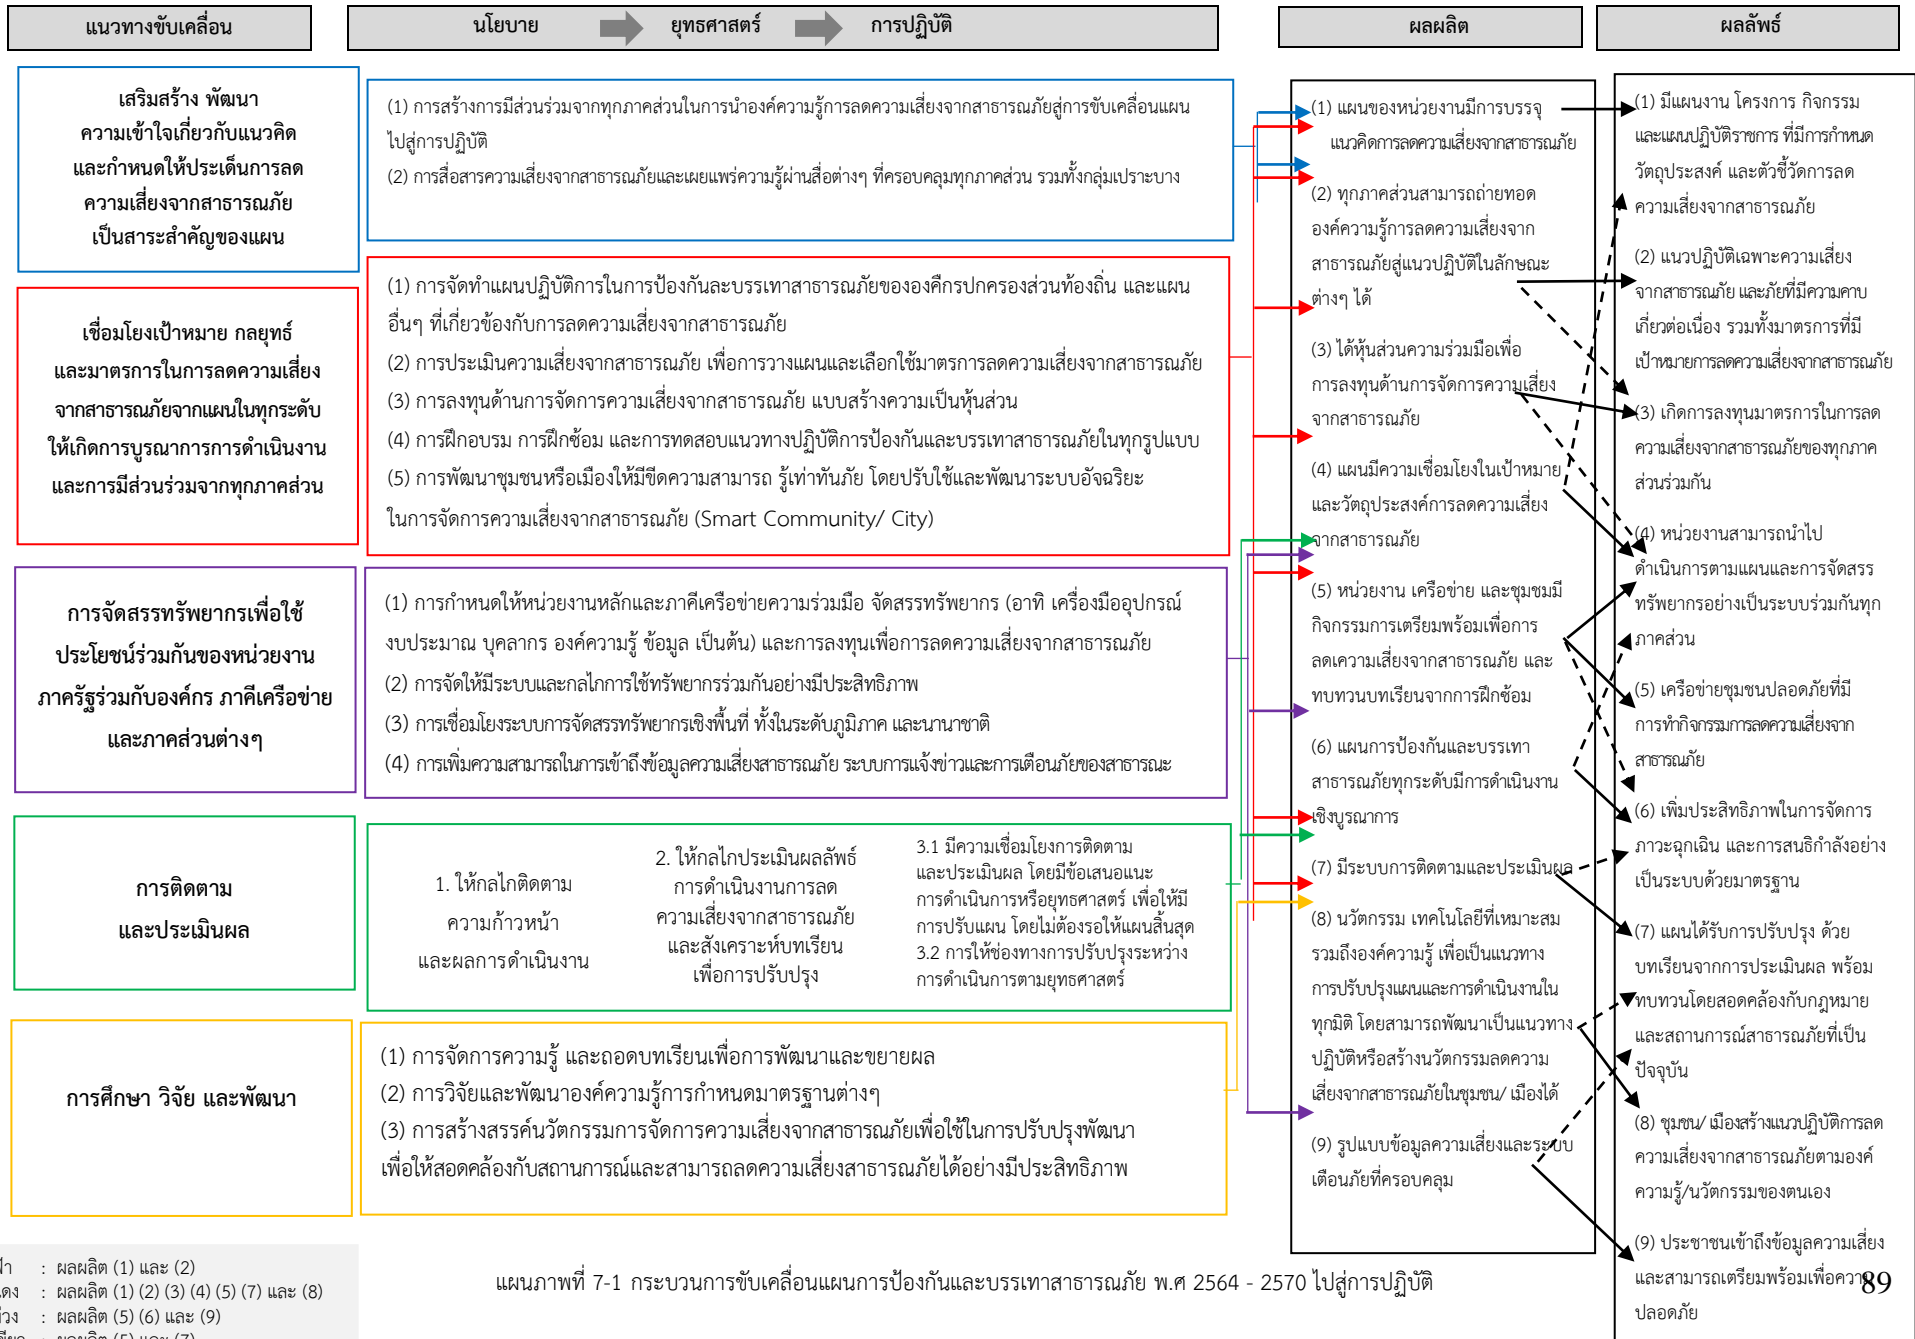 แนวทางขับเคลื่อน
นโยบาย ยุทธศาสตร์ การปฏิบัติ
ผลผลิต
ผลลัพธ์
เสริมสร้าง พัฒนา
ความเข้าใจเกี่ยวกับแนวคิด
และกำหนดให้ประเด็นการลด
ความเสี่ยงจากสาธารณภัย
เป็นสาระสำคัญของแผน
(1) การสร้างการมีส่วนร่วมจากทุกภาคส่วนในการนำองค์ความรู้การลดความเสี่ยงจากสาธารณภัยสู่การขับเคลื่อนแผน
ไปสู่การปฏิบัติ
(2) การสื่อสารความเสี่ยงจากสาธารณภัยและเผยแพร่ความรู้ผ่านสื่อต่างๆ ที่ครอบคลุมทุกภาคส่วน รวมทั้งกลุ่มเปราะบาง
เชื่อมโยงเป้าหมาย กลยุทธ์
และมาตรการในการลดความเสี่ยง
จากสาธารณภัยจากแผนในทุกระดับ
ให้เกิดการบูรณาการการดำเนินงาน
และการมีส่วนร่วมจากทุกภาคส่วน
(1) การจัดทำแผนปฏิบัติการในการป้องกันละบรรเทาสาธารณภัยขององค์กรปกครองส่วนท้องถิ่น และแผน
อื่นๆ ที่เกี่ยวข้องกับการลดความเสี่ยงจากสาธารณภัย
(2) การประเมินความเสี่ยงจากสาธารณภัย เพื่อการวางแผนและเลือกใช้มาตรการลดความเสี่ยงจากสาธารณภัย
(3) การลงทุนด้านการจัดการความเสี่ยงจากสาธารณภัย แบบสร้างความเป็นหุ้นส่วน
(4) การฝึกอบรม การฝึกซ้อม และการทดสอบแนวทางปฏิบัติการป้องกันและบรรเทาสาธารณภัยในทุกรูปแบบ
(5) การพัฒนาชุมชนหรือเมืองให้มีขีดความสามารถ รู้เท่าทันภัย โดยปรับใช้และพัฒนาระบบอัจฉริยะ
ในการจัดการความเสี่ยงจากสาธารณภัย (Smart Community/ City)
การจัดสรรทรัพยากรเพื่อใช้
ประโยชน์ร่วมกันของหน่วยงาน
ภาครัฐร่วมกับองค์กร ภาคีเครือข่าย
และภาคส่วนต่างๆ
(1) การกำหนดให้หน่วยงานหลักและภาคีเครือข่ายความร่วมมือ จัดสรรทรัพยากร (อาทิ เครื่องมืออุปกรณ์
งบประมาณ บุคลากร องค์ความรู้ ข้อมูล เป็นต้น) และการลงทุนเพื่อการลดความเสี่ยงจากสาธารณภัย
(2) การจัดให้มีระบบและกลไกการใช้ทรัพยากรร่วมกันอย่างมีประสิทธิภาพ
(3) การเชื่อมโยงระบบการจัดสรรทรัพยากรเชิงพื้นที่ ทั้งในระดับภูมิภาค และนานาชาติ
(4) การเพิ่มความสามารถในการเข้าถึงข้อมูลความเสี่ยงสาธารณภัย ระบบการแจ้งข่าวและการเตือนภัยของสาธารณะ
การติดตาม
และประเมินผล
1. ให้กลไกติดตาม
ความก้าวหน้า
และผลการดำเนินงาน
2. ให้กลไกประเมินผลลัพธ์
การดำเนินงานการลด
ความเสี่ยงจากสาธารณภัย
และสังเคราะห์บทเรียน
เพื่อการปรับปรุง
3.1 มีความเชื่อมโยงการติดตาม
และประเมินผล โดยมีข้อเสนอแนะ
การดำเนินการหรือยุทธศาสตร์ เพื่อให้มี
การปรับแผน โดยไม่ต้องรอให้แผนสิ้นสุด
3.2 การให้ช่องทางการปรับปรุงระหว่าง
การดำเนินการตามยุทธศาสตร์
การศึกษา วิจัย และพัฒนา
(1) การจัดการความรู้ และถอดบทเรียนเพื่อการพัฒนาและขยายผล
(2) การวิจัยและพัฒนาองค์ความรู้การกำหนดมาตรฐานต่างๆ
(3) การสร้างสรรค์นวัตกรรมการจัดการความเสี่ยงจากสาธารณภัยเพื่อใช้ในการปรับปรุงพัฒนา
เพื่อให้สอดคล้องกับสถานการณ์และสามารถลดความเสี่ยงสาธารณภัยได้อย่างมีประสิทธิภาพ
(1) แผนของหน่วยงานมีการบรรจุ
แนวคิดการลดความเสี่ยงจากสาธารณภัย
(2) ทุกภาคส่วนสามารถถ่ายทอด
องค์ความรู้การลดความเสี่ยงจาก
สาธารณภัยสู่แนวปฏิบัติในลักษณะ
ต่างๆ ได้
(3) ได้หุ้นส่วนความร่วมมือเพื่อ
การลงทุนด้านการจัดการความเสี่ยง
จากสาธารณภัย
(4) แผนมีความเชื่อมโยงในเป้าหมาย
และวัตถุประสงค์การลดความเสี่ยง
จากสาธารณภัย
(5) หน่วยงาน เครือข่าย และชุมชนมี
กิจกรรมการเตรียมพร้อมเพื่อการ
ลดเความเสี่ยงจากสาธารณภัย และ
ทบทวนบทเรียนจากการฝึกซ้อม
(6) แผนการป้องกันและบรรเทา
สาธารณภัยทุกระดับมีการดำเนินงาน
เชิงบูรณาการ
(7) มีระบบการติดตามและประเมินผล
(8) นวัตกรรม เทคโนโลยีที่เหมาะสม
รวมถึงองค์ความรู้ เพื่อเป็นแนวทาง
การปรับปรุงแผนและการดำเนินงานใน
ทุกมิติ โดยสามารถพัฒนาเป็นแนวทาง
ปฏิบัติหรือสร้างนวัตกรรมลดความ
เสี่ยงจากสาธารณภัยในชุมชน/ เมืองได้
(9) รูปแบบข้อมูลความเสี่ยงและระบบ
เตือนภัยที่ครอบคลุม
(1) มีแผนงาน โครงการ กิจกรรม
และแผนปฏิบัติราชการ ที่มีการกำหนด
วัตถุประสงค์ และตัวชี้วัดการลด
ความเสี่ยงจากสาธารณภัย
(2) แนวปฏิบัติเฉพาะความเสี่ยง
จากสาธารณภัย และภัยที่มีความคาบ
เกี่ยวต่อเนื่อง รวมทั้งมาตรการที่มี
เป้าหมายการลดความเสี่ยงจากสาธารณภัย
(3) เกิดการลงทุนมาตรการในการลด
ความเสี่ยงจากสาธารณภัยของทุกภาค
ส่วนร่วมกัน
(4) หน่วยงานสามารถนำไป
ดำเนินการตามแผนและการจัดสรร
ทรัพยากรอย่างเป็นระบบร่วมกันทุก
ภาคส่วน
(5) เครือข่ายชุมชนปลอดภัยที่มี
การทำกิจกรรมการลดความเสี่ยงจาก
สาธารณภัย
(6) เพิ่มประสิทธิภาพในการจัดการ
ภาวะฉุกเฉิน และการสนธิกำลังอย่าง
เป็นระบบด้วยมาตรฐาน
(7) แผนได้รับการปรับปรุง ด้วย
บทเรียนจากการประเมินผล พร้อม
ทบทวนโดยสอดคล้องกับกฎหมาย
และสถานการณ์สาธารณภัยที่เป็น
ปัจจุบัน
(8) ชุมชน/ เมืองสร้างแนวปฏิบัติการลด
ความเสี่ยงจากสาธารณภัยตามองค์
ความรู้/นวัตกรรมของตนเอง
(9) ประชาชนเข้าถึงข้อมูลความเสี่ยง
และสามารถเตรียมพร้อมเพื่อความ
ปลอดภัย
: ผลผลิต (1) และ (2)
: ผลผลิต (1) (2) (3) (4) (5) (7) และ (8)
: ผลผลิต (5) (6) และ (9)
: ผลผลิต (5) และ (7)
แผนภาพที่ 7-1 กระบวนการขับเคลื่อนแผนการป้องกันและบรรเทาสาธารณภัย พ.ศ 2564 - 2570 ไปสู่การปฏิบัติ
89